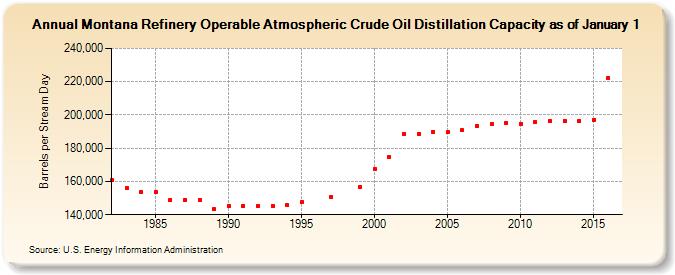 Annual Montana Refinery Operable Atmospheric Crude Oil Distillation Capacity as of January 1
Barrels per Stream Day
240,000
220,000
200,000
180,000
160,000
140,000
1985 1990 1995 2000 2005 2010 2015
Source: U.S. Energy Information Administration